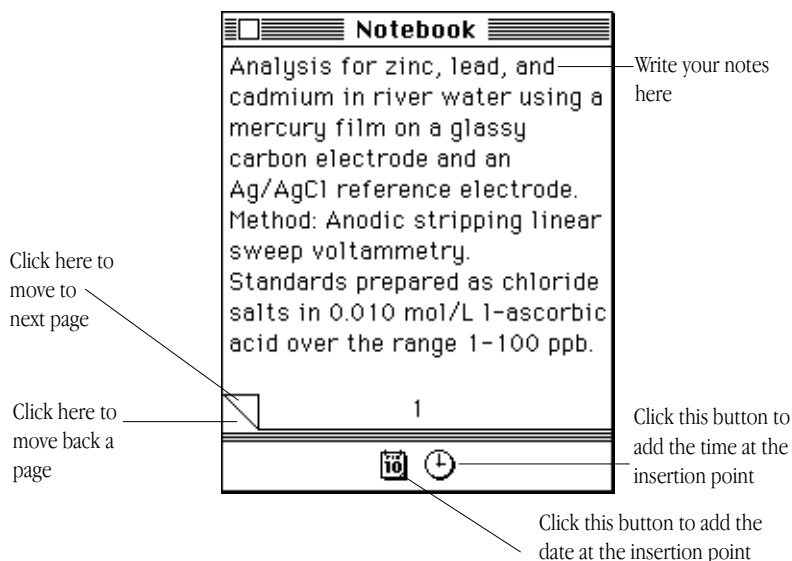 Notebook
Analysis for zinc, lead, and
cadmium in river water using a
mercury film on a glassy
carbon electrode and an
Ag/AgCl reference electrode.
Method: Anodic stripping linear
sweep voltammetry.
Standards prepared as chloride
salts in 0.010 mol/L l-ascorbic
acid over the range 1-100 ppb.
1
10
Write your notes
here
Click here to
move to
next page
Click here to
move back a
page
Click this button to
add the time at the
insertion point
Click this button to add the
date at the insertion point